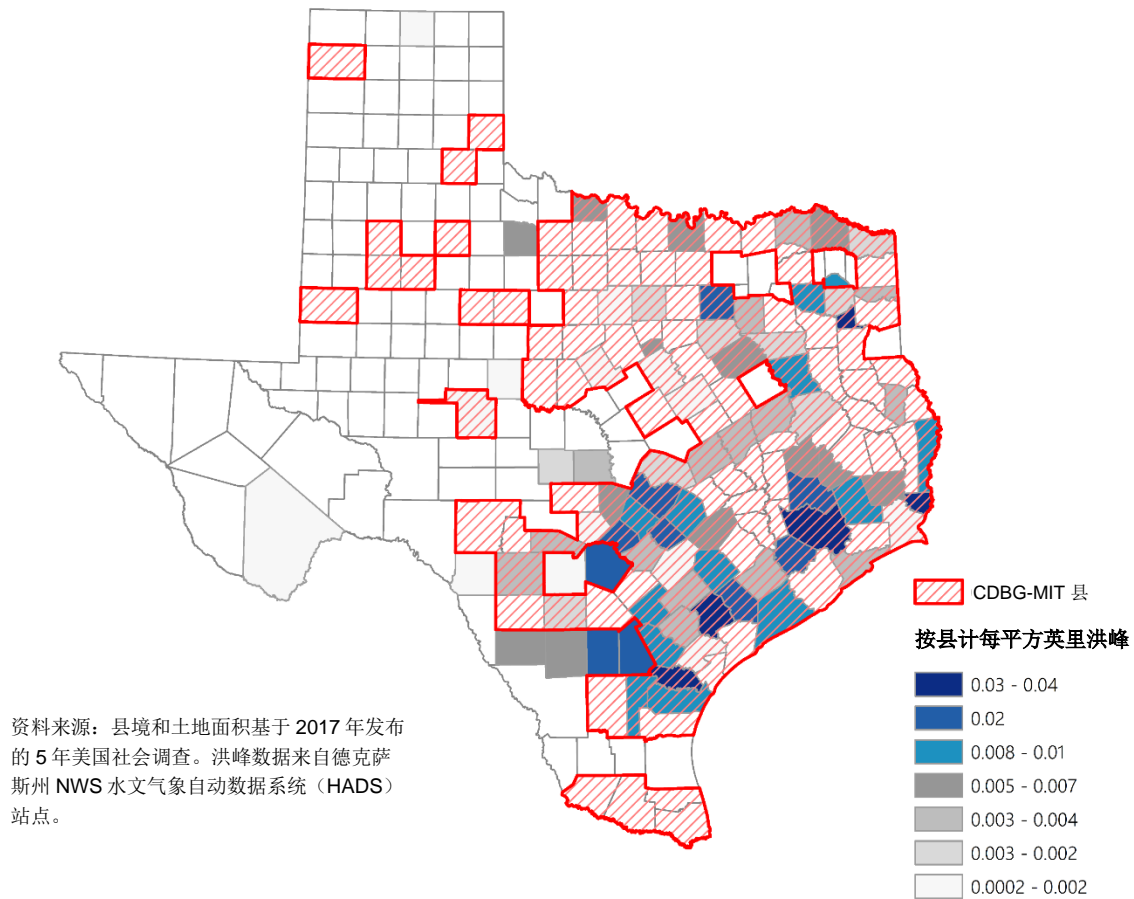 CDBG-MIT 县
按县计每平方英里洪峰
0.03 - 0.04
0.02
0.008 - 0.01
0.005 - 0.007
0.003 - 0.004
0.003 - 0.002
0.0002 - 0.002
资料来源：县境和土地面积基于 2017 年发布
的 5 年美国社会调查。洪峰数据来自德克萨
斯州 NWS 水文气象自动数据系统（HADS）
站点。